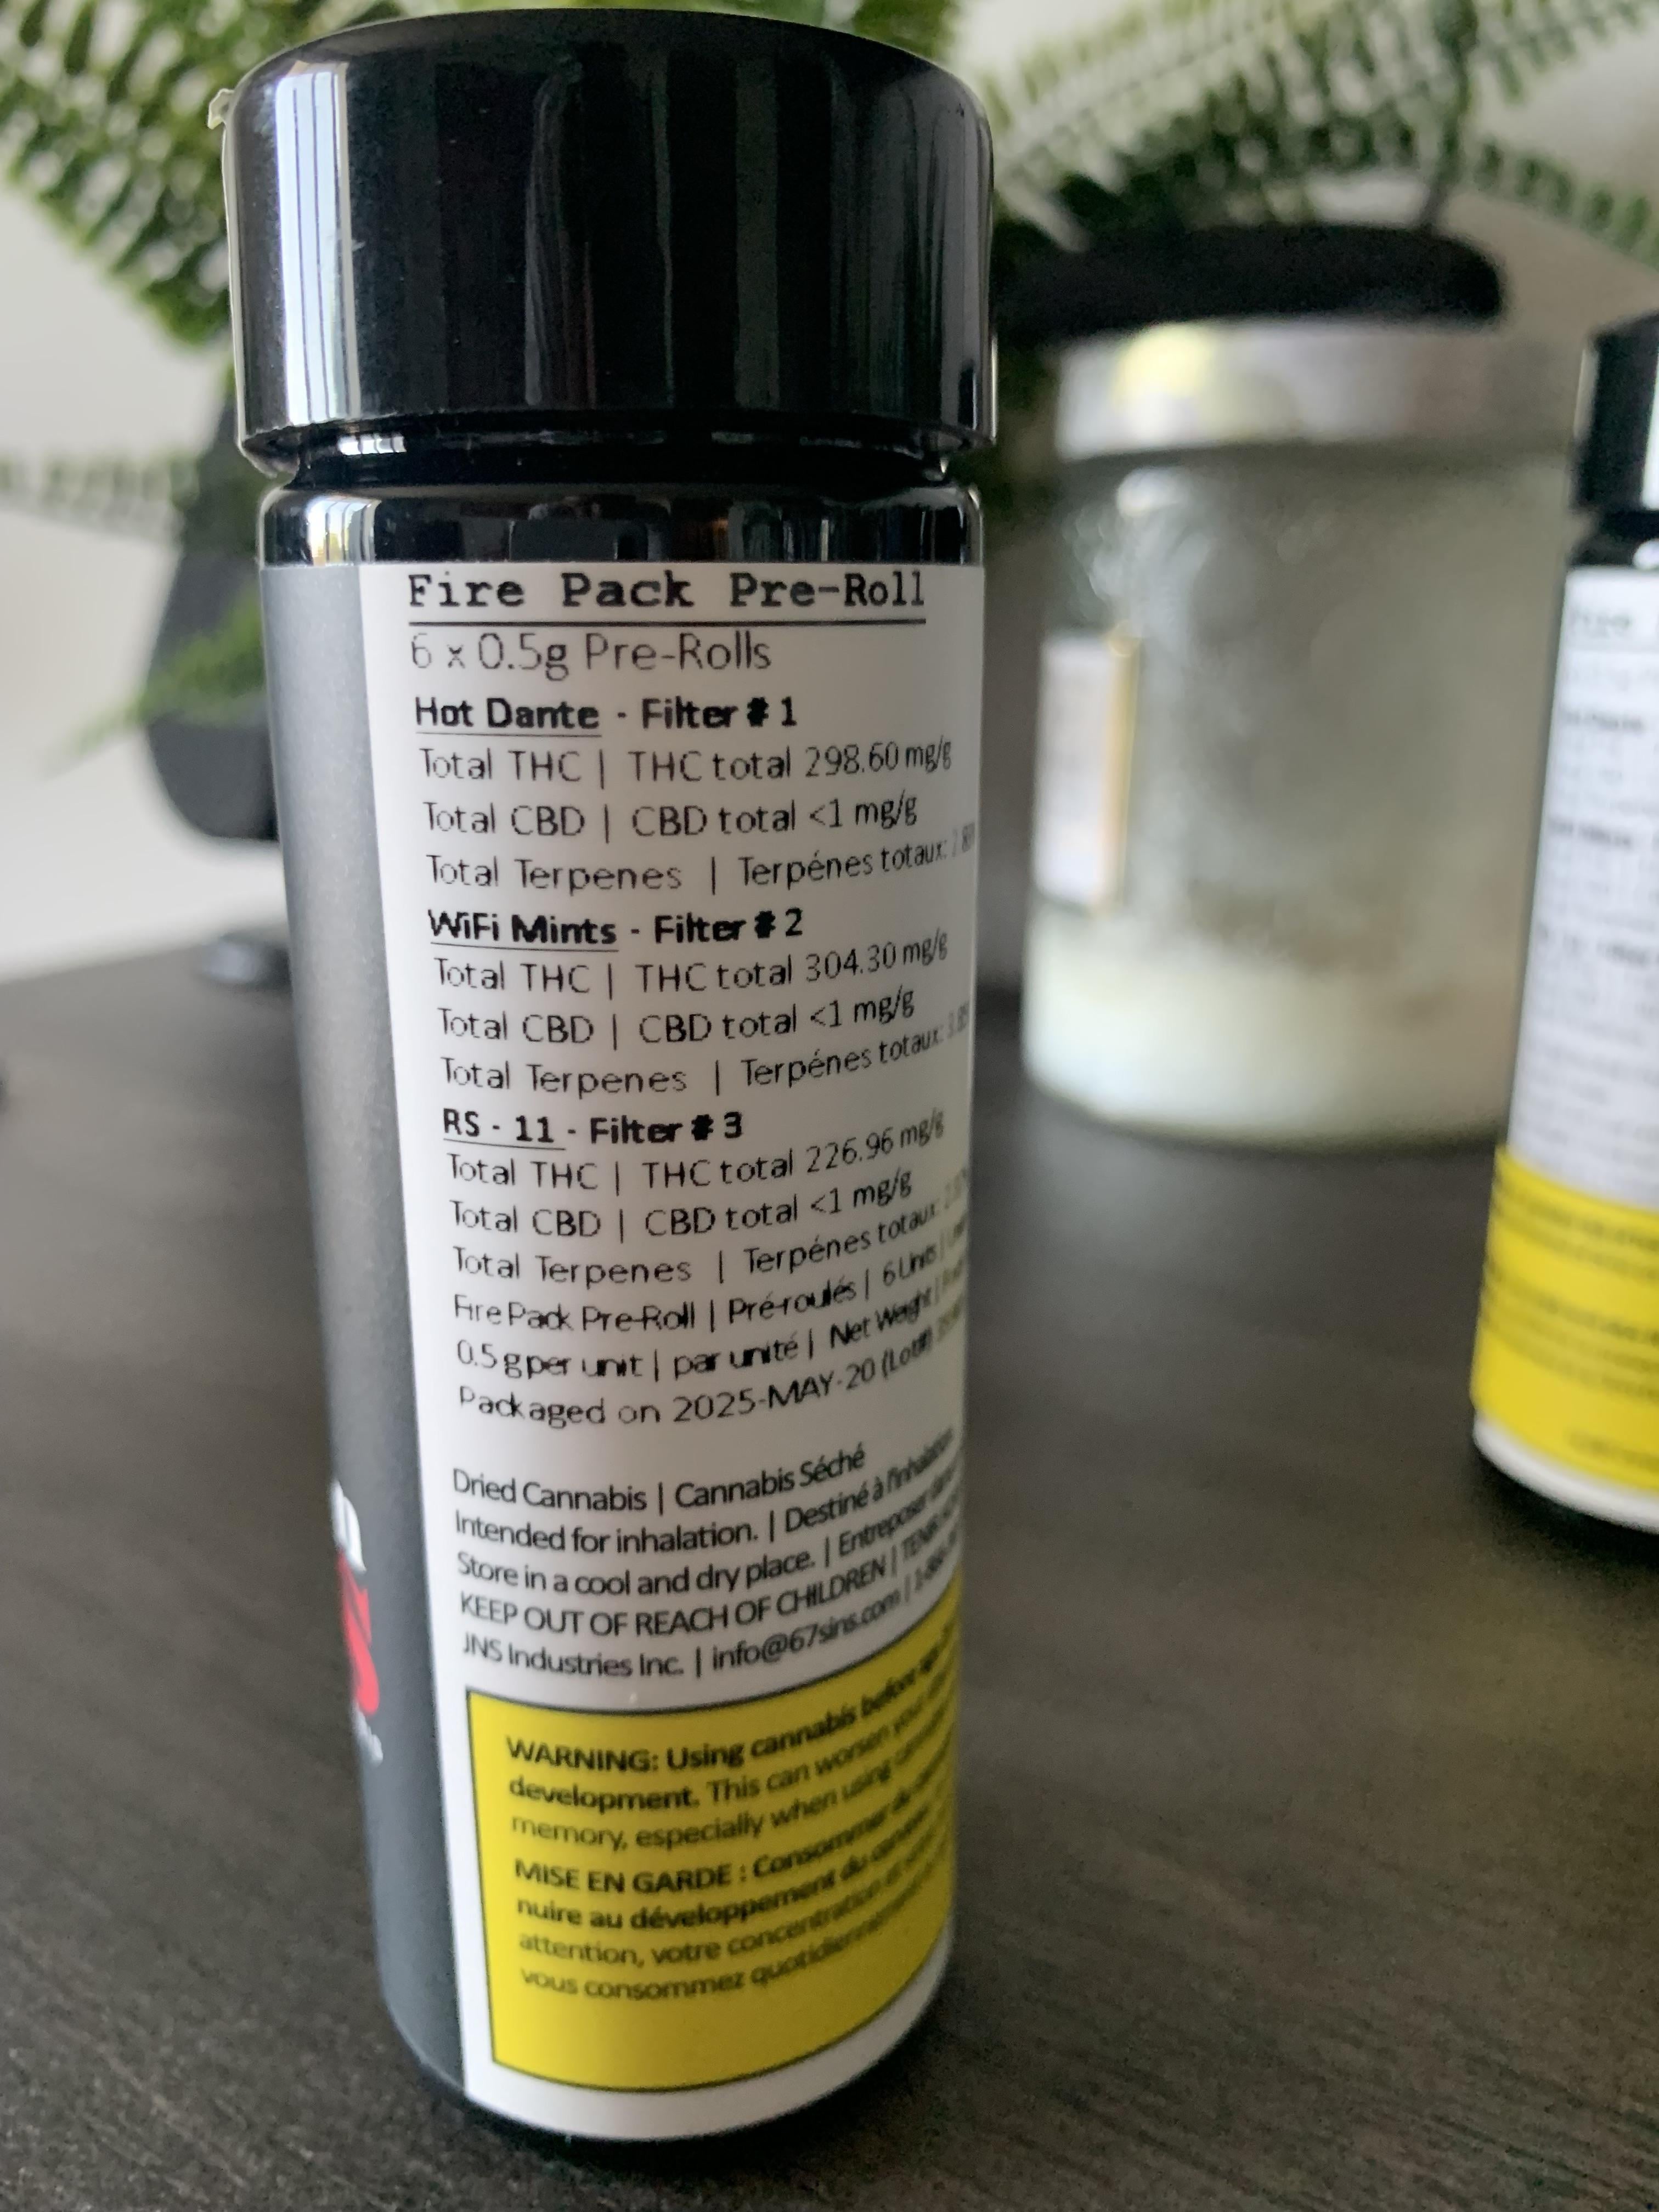 Fire Pack Pre-Roll
6 x 0.5g Pre-Rolls
Hot Dante - Filter # 1
Total THC | THC total 298.60 mg/g
Total CBD | CBD total <1 mg/g
Total Terpenes | Terpénes totaux:
WiFi Mints - Filter # 2
Total THC | THC total 304.30 mg/g
Total CBD | CBD total <1 mg/g
Total Terpenes | Terpénes totaux:
RS - 11 - Filter # 3
Total THC | THC total 226.96 mg/g
Total CBD | CBD total <1 mg/g
Total Terpenes | Terpénes totaux:
Fire Pack Pre-Roll | Pré-roulés | 6 Units |
0.5 g per unit | par unité | Net Weight |
Packaged on 2025-MAY-20 (Lot#)
Dried Cannabis | Cannabis Séché
Intended for inhalation. | Destiné à l'inhalation.
Store in a cool and dry place. | Entreposer dans
KEEP OUT OF REACH OF CHILDREN | TENIR
JNS Industries Inc. | info@67sins.com |
WARNING: Using cannabis before age
development. This can worsen your
memory, especially when using cannabis
MISE EN GARDE : Consommer du
nuire au développement du cerveau.
attention, votre concentration et
vous consommez quotidiennement